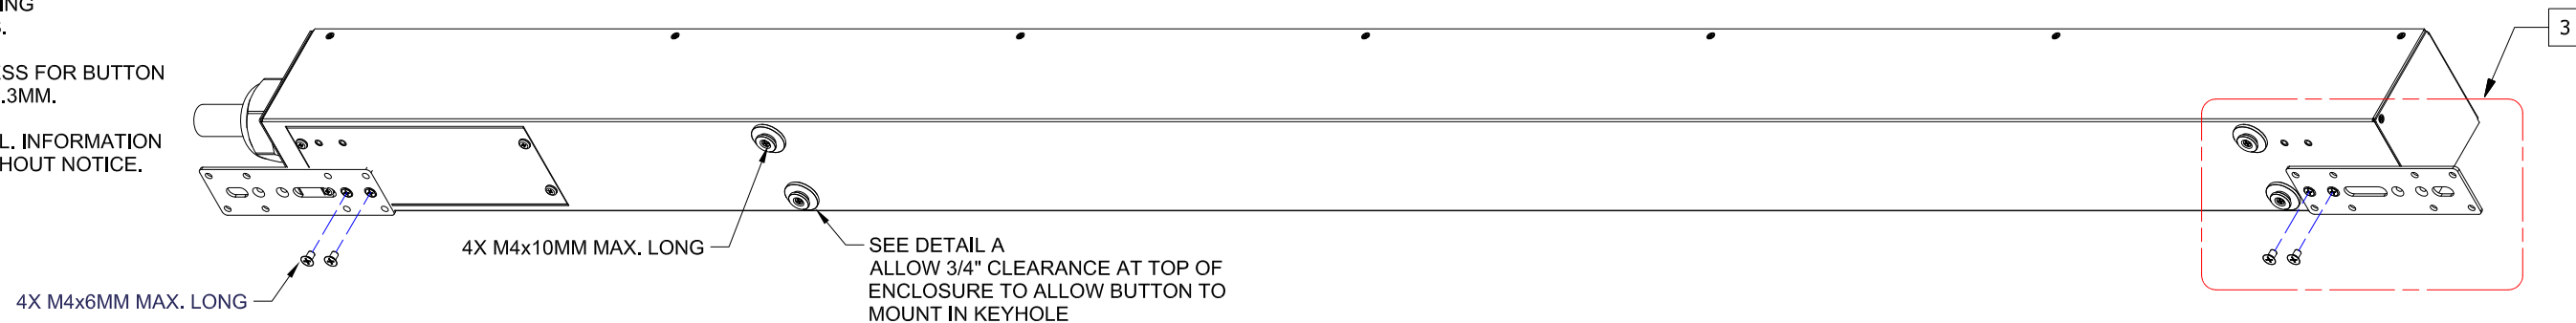 ING
ESS FOR BUTTON
.3MM.
L. INFORMATION
HOUT NOTICE.
4X M4x10MM MAX. LONG
4X M4x6MM MAX. LONG
SEE DETAIL A
ALLOW 3/4" CLEARANCE AT TOP OF
ENCLOSURE TO ALLOW BUTTON TO
MOUNT IN KEYHOLE
3